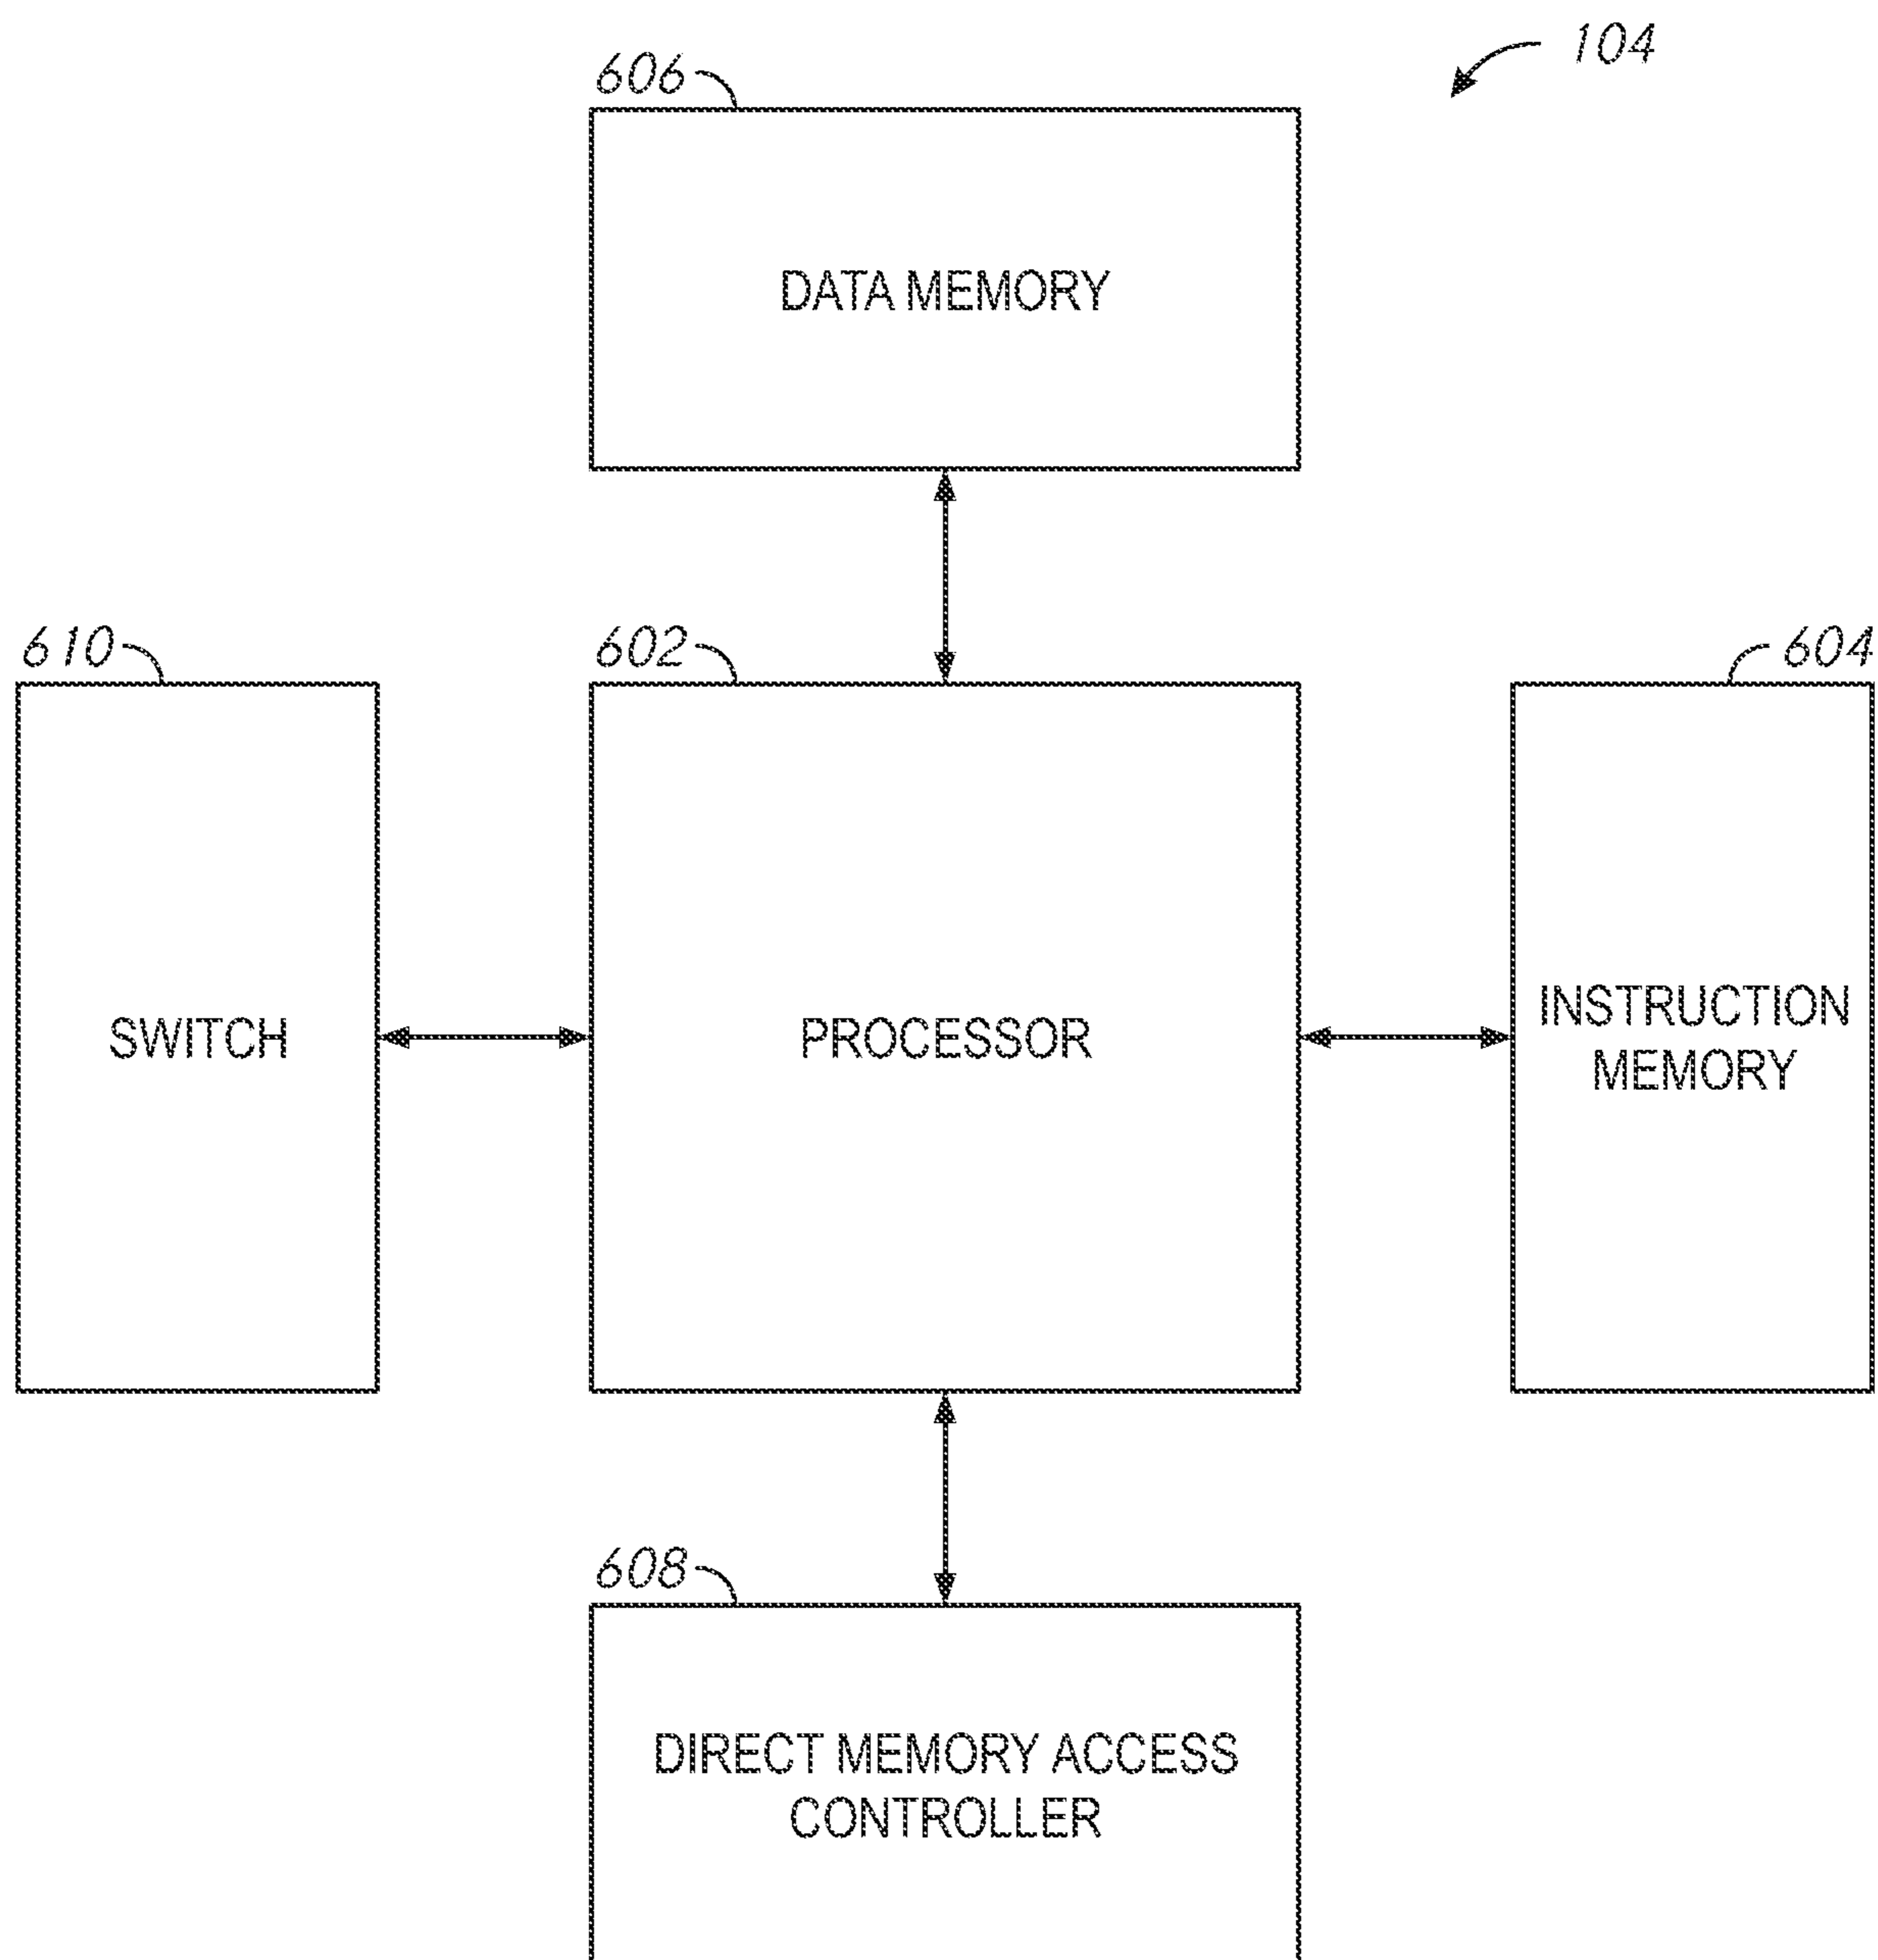 104
606
DATA MEMORY
610
602
604
SWITCH
PROCESSOR
INSTRUCTION
MEMORY
608
DIRECT MEMORY ACCESS
CONTROLLER